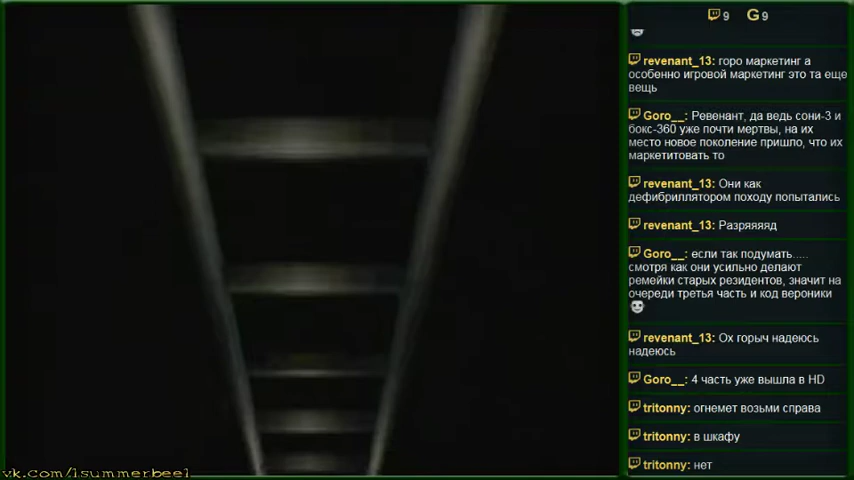 9 G 9
revenant_13: горо маркетинг а
особенно игровой маркетинг это та еще
вещь
Goro__: Ревенант, да ведь сони-3 и
бокс-360 уже почти мертвы, на их
место новое поколение пришло, что их
маркетитовать то
revenant_13: Они как
дефибриллятором походу попытались
revenant_13: Разряяяяд
Goro__: если так подумать.....
смотря как они усильно делают
ремейки старых резидентов, значит на
очереди третья часть и код вероники
revenant_13: Ох горыч надеюсь
надеюсь
Goro__: 4 часть уже вышла в HD
tritonny: огнемет возьми справа
tritonny: в шкафу
tritonny: нет
vk.com/1summerbee1